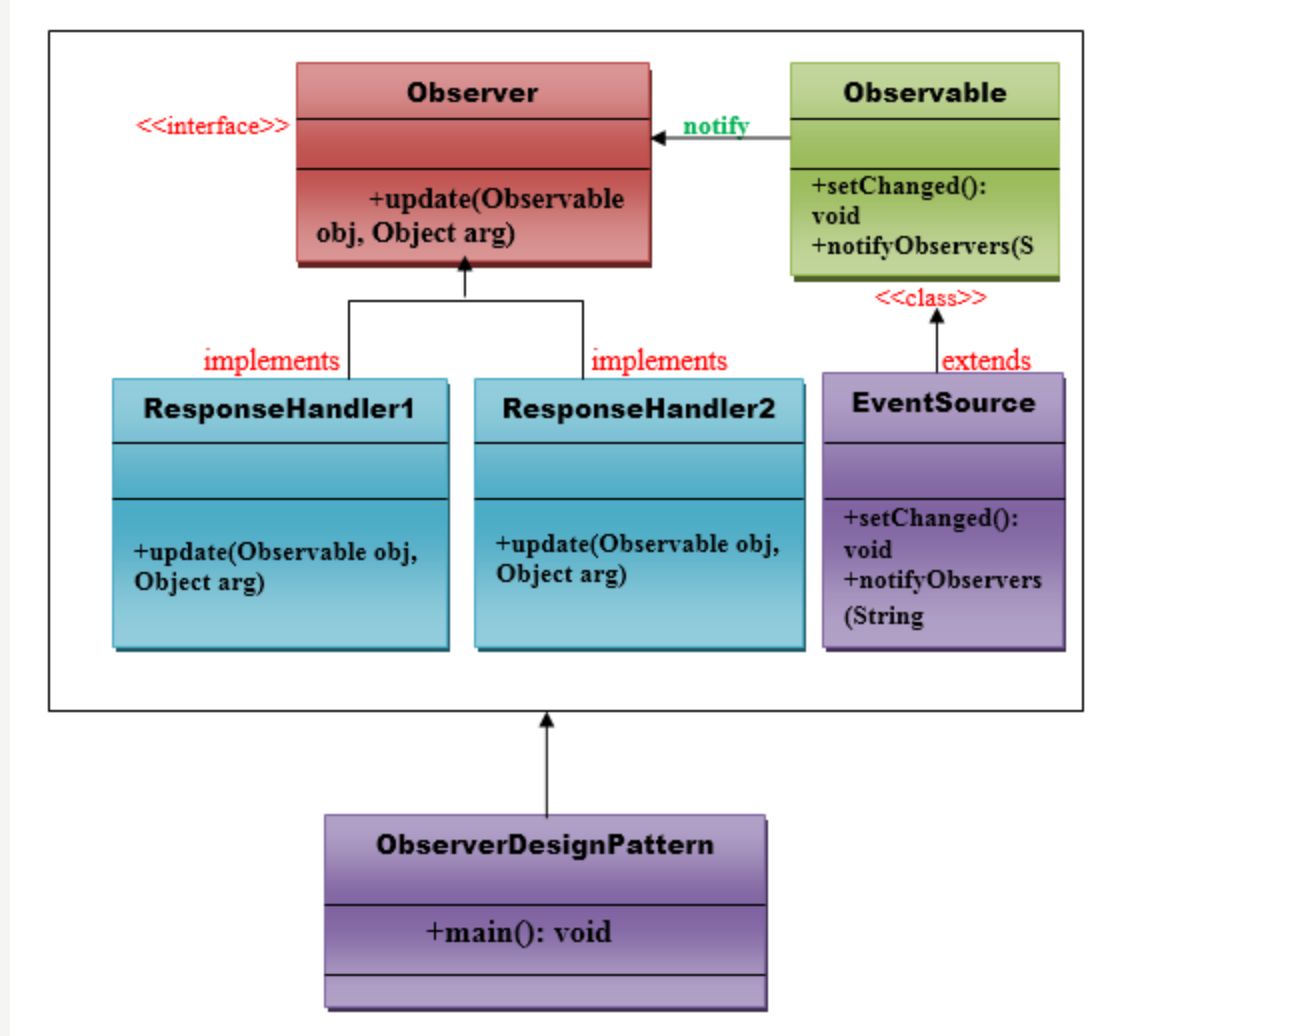 Observer
<<interface>>
+update(Observable
obj, Object arg)
notify
Observable
+setChanged():
void
+notifyObservers(S
<<class>>
implements
implements
extends
ResponseHandler1
+update(Observable obj,
Object arg)
ResponseHandler2
+update(Observable obj,
Object arg)
EventSource
+setChanged():
void
+notifyObservers
(String
ObserverDesignPattern
+main(): void